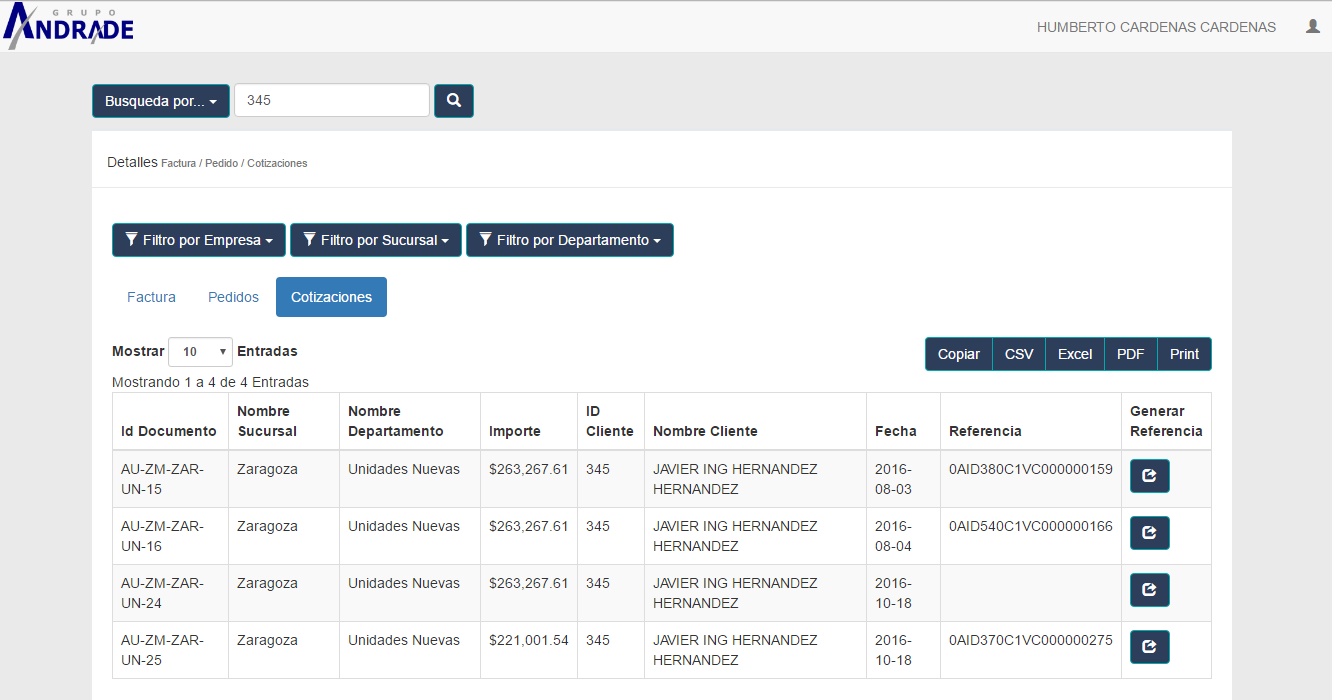 GRUPO
ANDRADE
HUMBERTO CARDENAS CARDENAS
Busqueda por...
345
Detalles Factura / Pedido / Cotizaciones
Filtro por Empresa
Filtro por Sucursal
Filtro por Departamento
Factura
Pedidos
Cotizaciones
Mostrar 10 Entradas
Copiar CSV Excel PDF Print
Mostrando 1 a 4 de 4 Entradas
Id Documento
Nombre
Sucursal
Nombre
Departamento
Importe
ID
Cliente
Nombre Cliente
Fecha
Referencia
Generar
Referencia
AU-ZM-ZAR-
UN-15
Zaragoza
Unidades Nuevas
$263,267.61
345
JAVIER ING HERNANDEZ
HERNANDEZ
2016-
08-03
0AID380C1VC000000159
AU-ZM-ZAR-
UN-16
Zaragoza
Unidades Nuevas
$263,267.61
345
JAVIER ING HERNANDEZ
HERNANDEZ
2016-
08-04
0AID540C1VC000000166
AU-ZM-ZAR-
UN-24
Zaragoza
Unidades Nuevas
$263,267.61
345
JAVIER ING HERNANDEZ
HERNANDEZ
2016-
10-18
AU-ZM-ZAR-
UN-25
Zaragoza
Unidades Nuevas
$221,001.54
345
JAVIER ING HERNANDEZ
HERNANDEZ
2016-
10-18
0AID370C1VC000000275